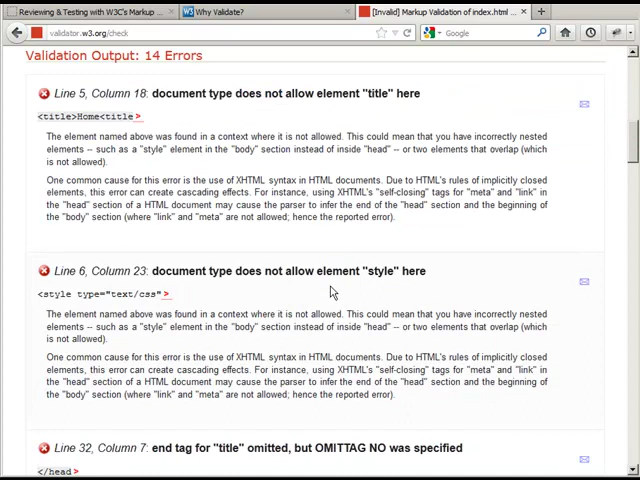 Reviewing & Testing with W3C's Markup ...
W3 Why Validate?
[Invalid] Markup Validation of index.html ...
validator.w3.org/check
Google
Validation Output: 14 Errors
Line 5, Column 18: document type does not allow element "title" here
<title>Home<title>
The element named above was found in a context where it is not allowed. This could mean that you have incorrectly nested
elements -- such as a "style" element in the "body" section instead of inside "head" -- or two elements that overlap (which
is not allowed).
One common cause for this error is the use of XHTML syntax in HTML documents. Due to HTML's rules of implicitly closed
elements, this error can create cascading effects. For instance, using XHTML's "self-closing" tags for "meta" and "link" in
the "head" section of a HTML document may cause the parser to infer the end of the "head" section and the beginning of
the "body" section (where "link" and "meta" are not allowed; hence the reported error).
Line 6, Column 23: document type does not allow element "style" here
<style type="text/css">
The element named above was found in a context where it is not allowed. This could mean that you have incorrectly nested
elements -- such as a "style" element in the "body" section instead of inside "head" -- or two elements that overlap (which
is not allowed).
One common cause for this error is the use of XHTML syntax in HTML documents. Due to HTML's rules of implicitly closed
elements, this error can create cascading effects. For instance, using XHTML's "self-closing" tags for "meta" and "link" in
the "head" section of a HTML document may cause the parser to infer the end of the "head" section and the beginning of
the "body" section (where "link" and "meta" are not allowed; hence the reported error).
Line 32, Column 7: end tag for "title" omitted, but OMITTAG NO was specified
</head>